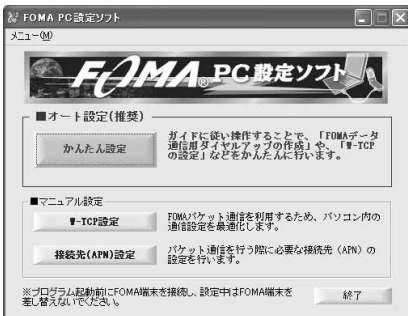 FOMA PC設定ソフト
メニュー(M)
FOMA® PC設定ソフト
■オート設定(推奨)
かんたん設定
ガイドに従い操作することで、「FOMAデータ
通信用ダイヤルアップの作成」や、「W-TCP
の設定」などをかんたんに行います。
■マニュアル設定
W-TCP設定
FOMAパケット通信を利用するため、パソコン内の
通信設定を最適化します。
接続先(APN)設定
パケット通信を行う際に必要な接続先（APN）の
設定を行います。
※プログラム起動前にFOMA端末を接続し、設定中はFOMA端末を
差し替えないでください。
終了